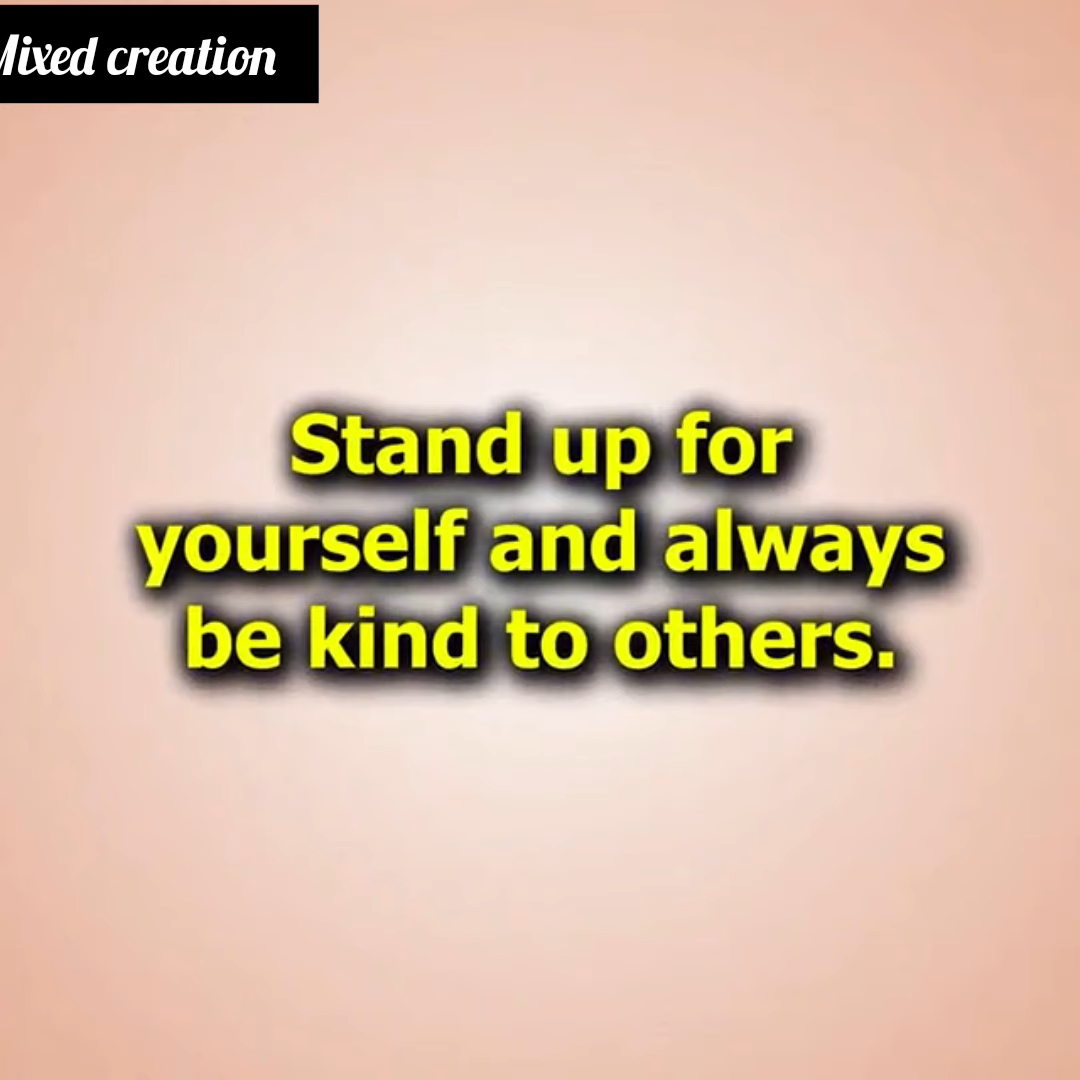 Mixed creation
Stand up for
yourself and always
be kind to others.